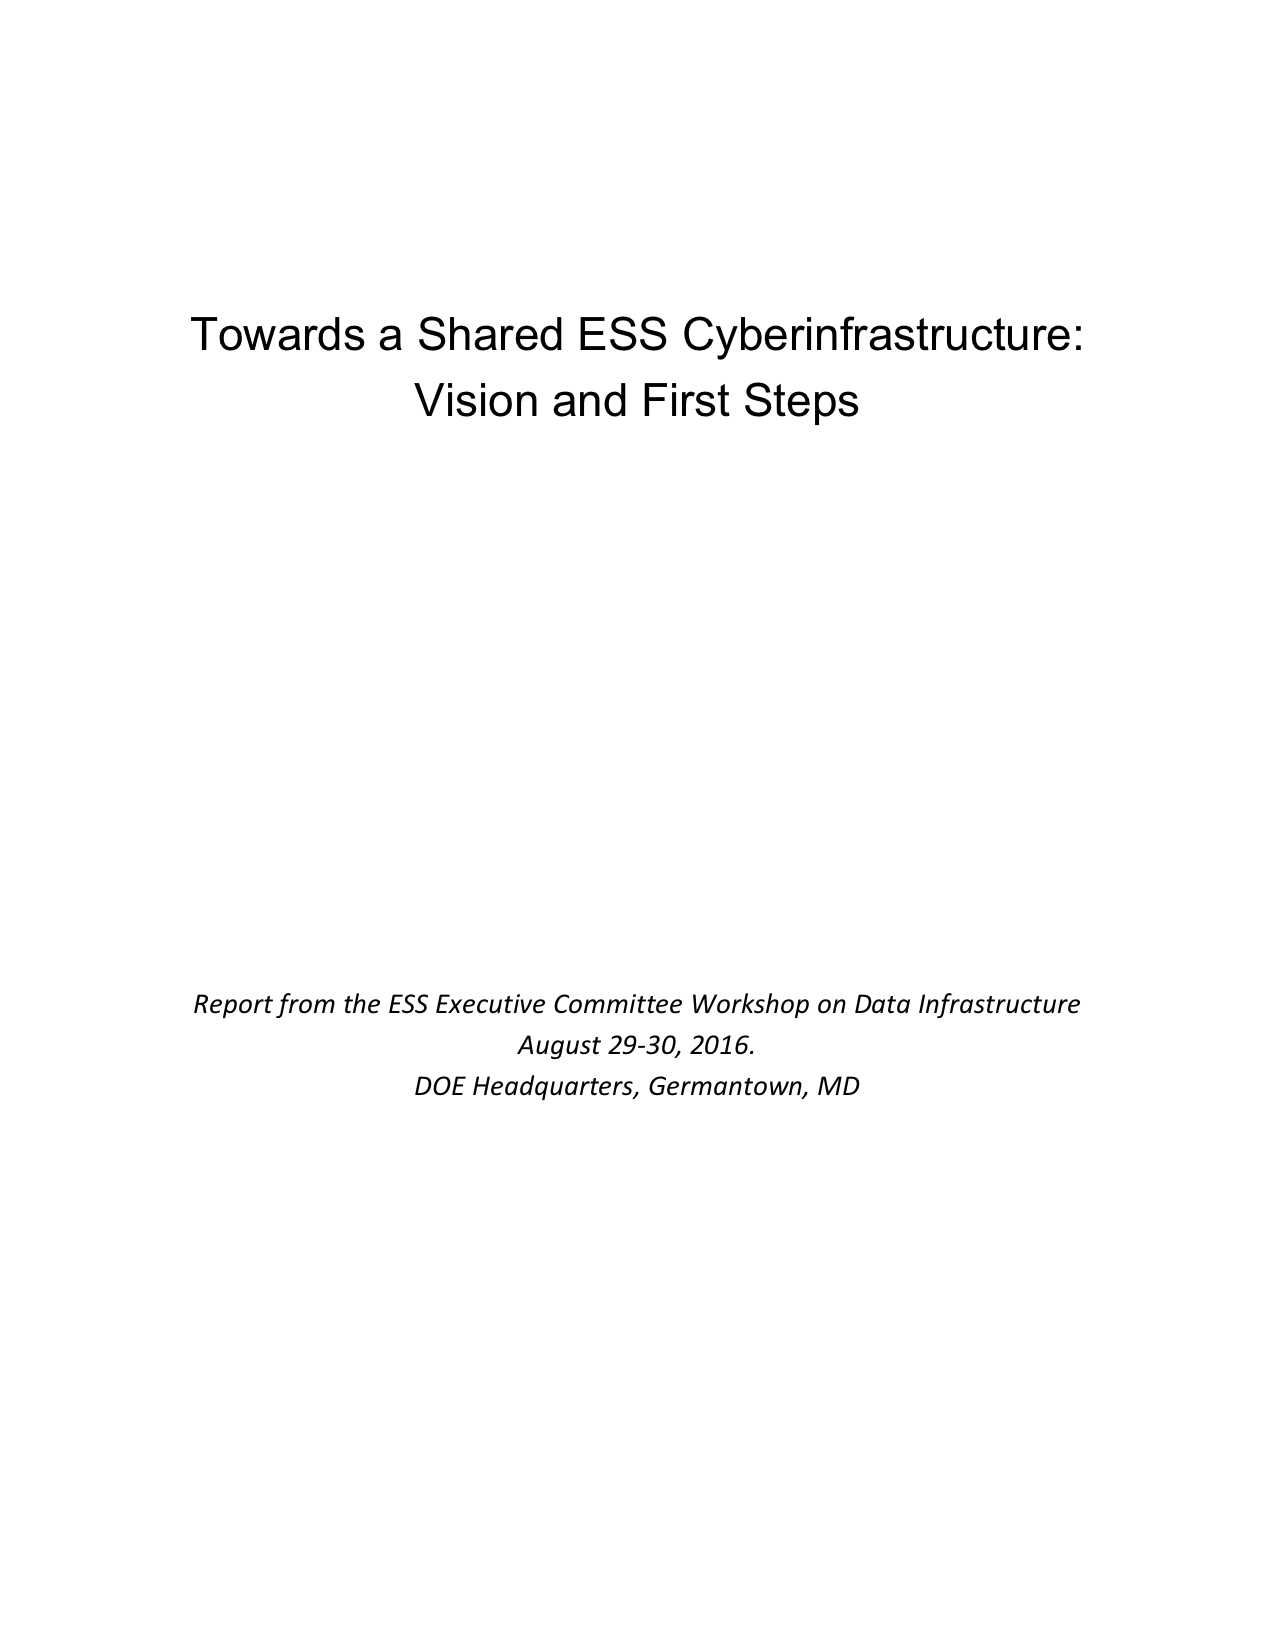 Towards a Shared ESS Cyberinfrastructure:
Vision and First Steps
Report from the ESS Executive Committee Workshop on Data Infrastructure
August 29-30, 2016.
DOE Headquarters, Germantown, MD